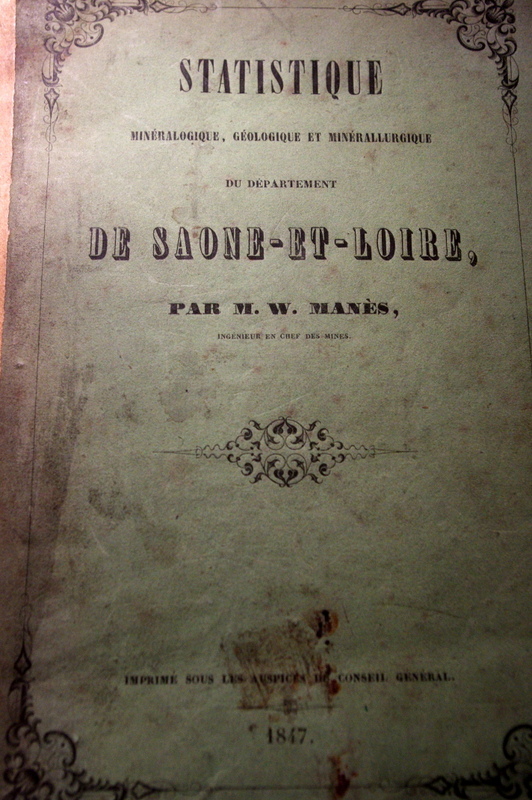 STATISTIQUE
MINÉRALOGIQUE, GÉOLOGIQUE ET MINÉRALLURGIQUE
DU DÉPARTEMENT
DE SAONE-ET-LOIRE,
PAR M. W. MANÈS,
INGÉNIEUR EN CHEF DES MINES.
IMPRIMÉ SOUS LES AUSPICES DU CONSEIL GÉNÉRAL.
1847.